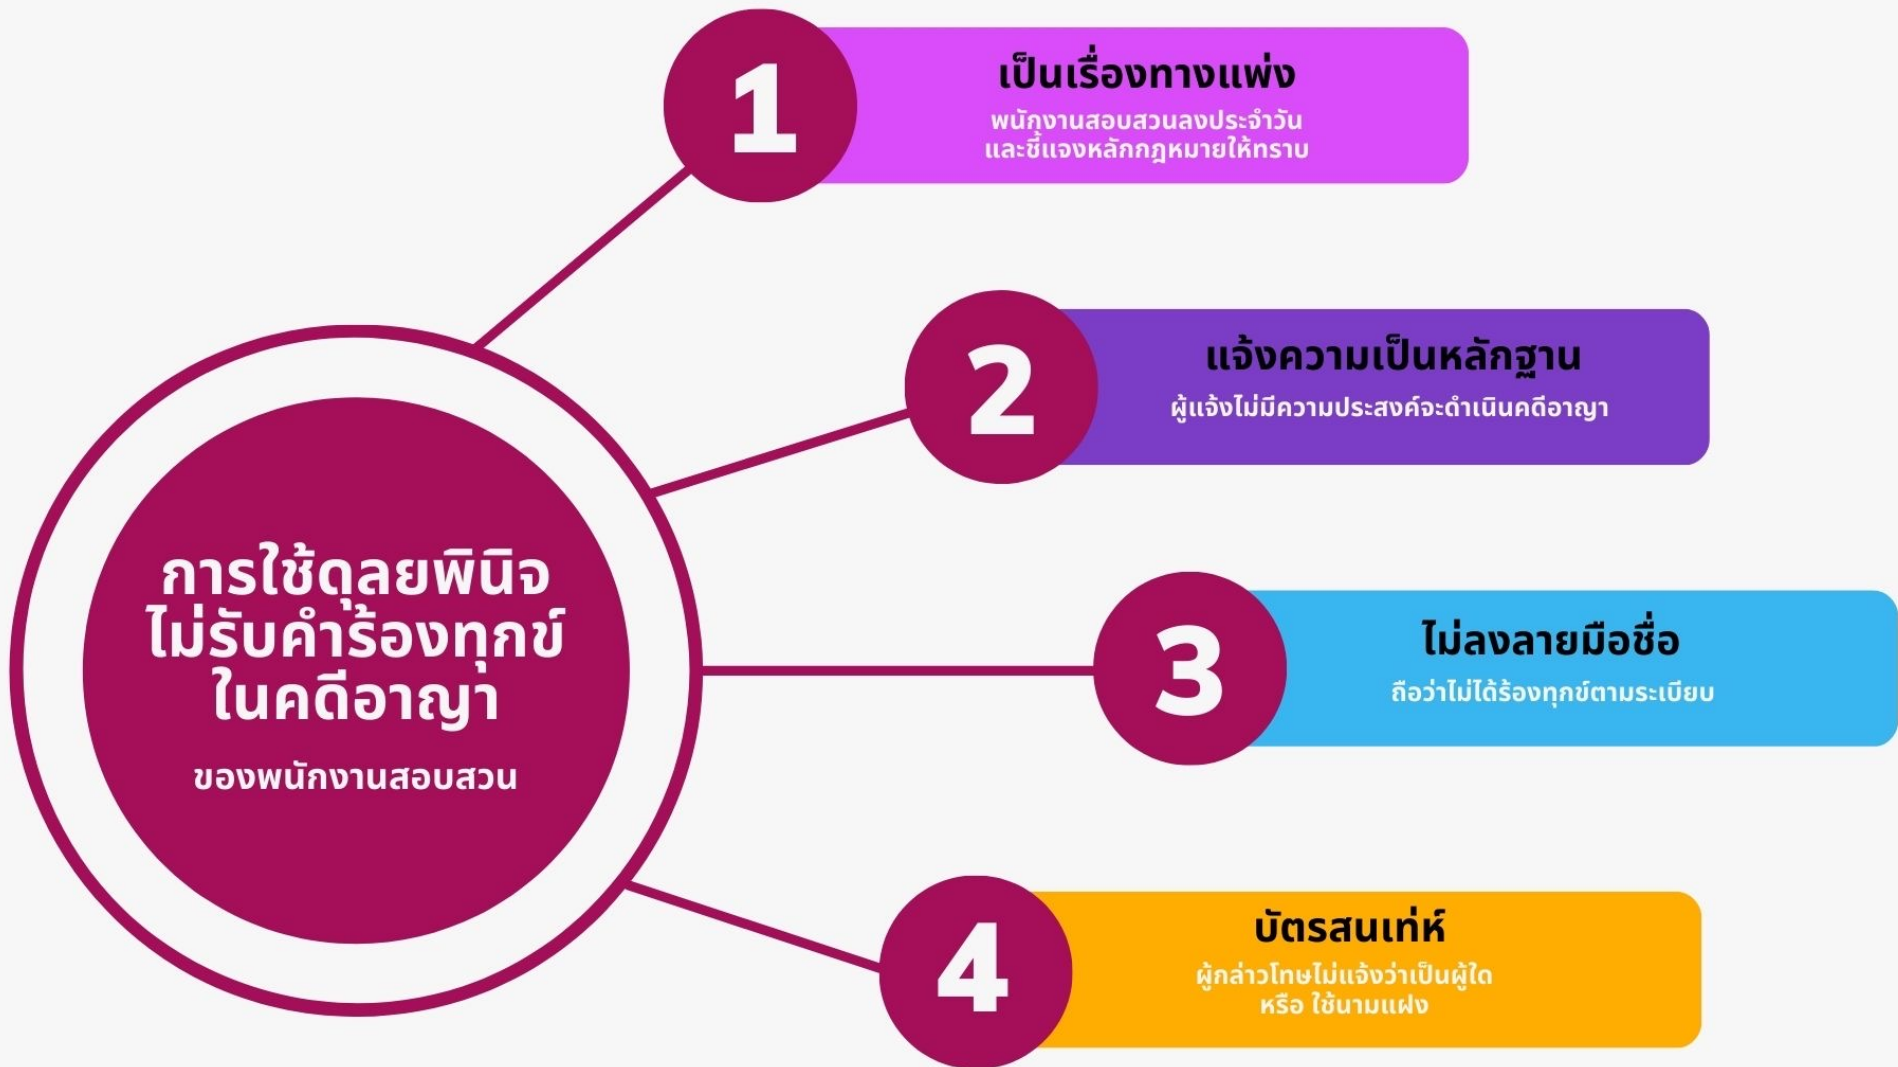 การใช้ดุลยพินิจ
ไม่รับคำร้องทุกข์
ในคดีอาญา
ของพนักงานสอบสวน
1
เป็นเรื่องทางแพ่ง
พนักงานสอบสวนลงประจำวัน
และชี้แจงหลักกฎหมายให้ทราบ
2
แจ้งความเป็นหลักฐาน
ผู้แจ้งไม่มีความประสงค์จะดำเนินคดีอาญา
3
ไม่ลงลายมือชื่อ
ถือว่าไม่ได้ร้องทุกข์ตามระเบียบ
4
บัตรสนเท่ห์
ผู้กล่าวโทษไม่แจ้งว่าเป็นผู้ใด
หรือ ใช้นามแฝง